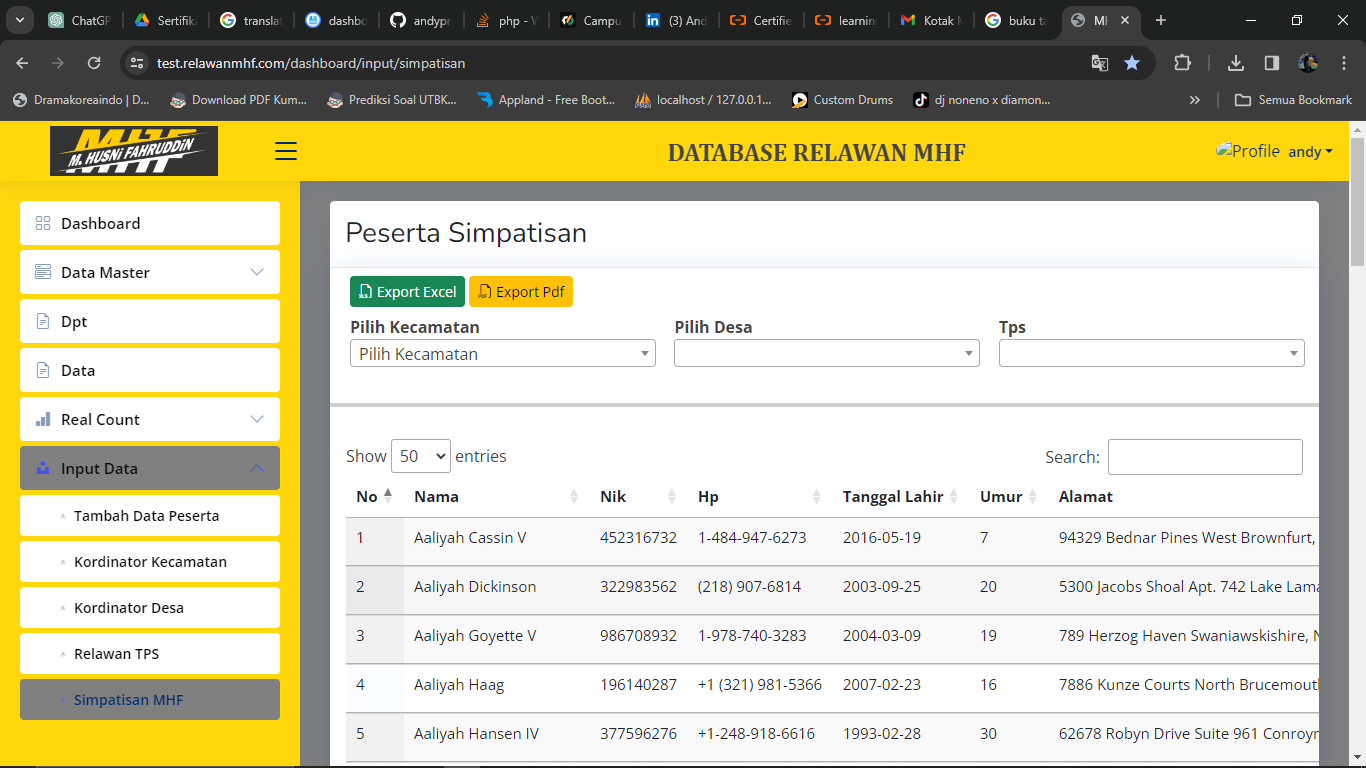 ChatGP
Sertifika
translat
dashbo
andypr
php - W
Campu
(3) And
Certifie
learnin
Kotak M
buku ta
MH
test.relawanmhf.com/dashboard/input/simpatisan
Dramakoreaindo | D...
Download PDF Kum...
Prediksi Soal UTBK...
Appland - Free Boot...
localhost / 127.0.0.1...
Custom Drums
dj noneno x diamon...
Semua Bookmark
MHF
M. HUSNI FAHRUDDIN
DATABASE RELAWAN MHF
Profile andy
Dashboard
Data Master
Dpt
Data
Real Count
Input Data
Tambah Data Peserta
Kordinator Kecamatan
Kordinator Desa
Relawan TPS
Simpatisan MHF
Peserta Simpatisan
Export Excel Export Pdf
Pilih Kecamatan Pilih Desa Tps
Pilih Kecamatan
Show 50 entries Search:
No Nama Nik Hp Tanggal Lahir Umur Alamat
1 Aaliyah Cassin V 452316732 1-484-947-6273 2016-05-19 7 94329 Bednar Pines West Brownfurt,
2 Aaliyah Dickinson 322983562 (218) 907-6814 2003-09-25 20 5300 Jacobs Shoal Apt. 742 Lake Lama
3 Aaliyah Goyette V 986708932 1-978-740-3283 2004-03-09 19 789 Herzog Haven Swaniawskishire, N
4 Aaliyah Haag 196140287 +1 (321) 981-5366 2007-02-23 16 7886 Kunze Courts North Brucemouth
5 Aaliyah Hansen IV 377596276 +1-248-918-6616 1993-02-28 30 62678 Robyn Drive Suite 961 Conroyn